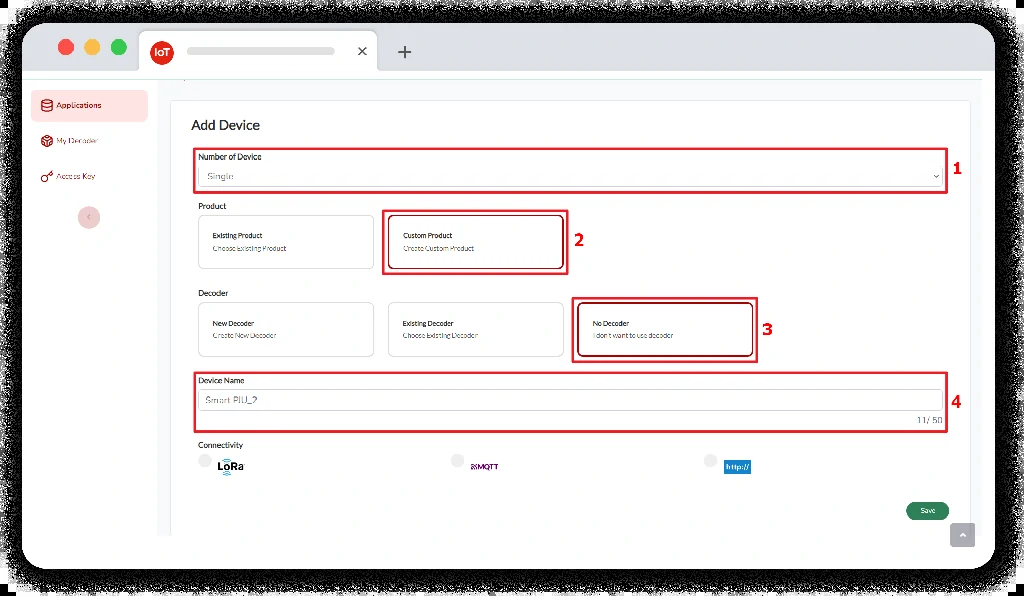 IoT
Applications
My Decoder
Access Key
Add Device
Number of Device
Single
1
Product
Existing Product
Choose Existing Product
Custom Product
Create Custom Product
2
Decoder
New Decoder
Create New Decoder
Existing Decoder
Choose Existing Decoder
No Decoder
I don't want to use decoder
3
Device Name
Smart PJU_2
4
11/ 50
Connectivity
LoRa
MQTT
http://
Save